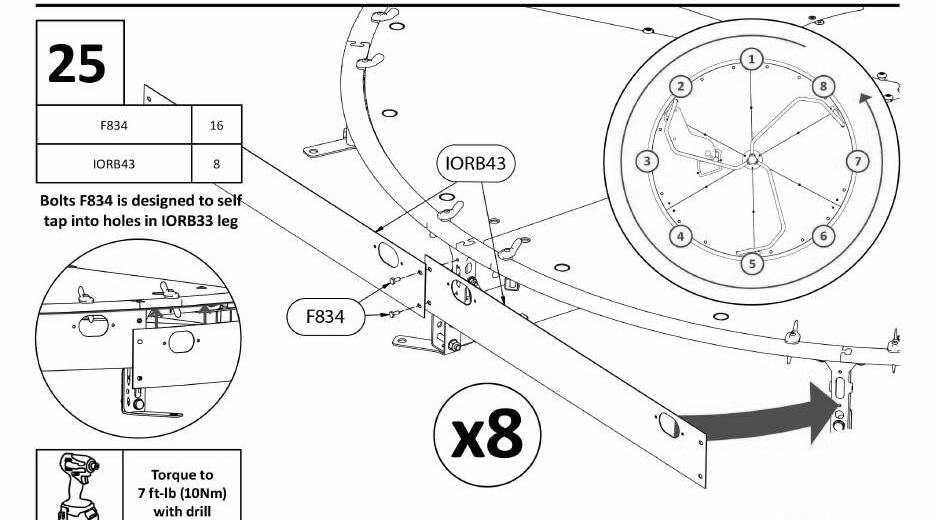 25
F834 16
IORB43 8
Bolts F834 is designed to self
tap into holes in IORB33 leg
IORB43
F834
x8
1
2
3
4
5
6
7
8
Torque to
7 ft-lb (10Nm)
with drill